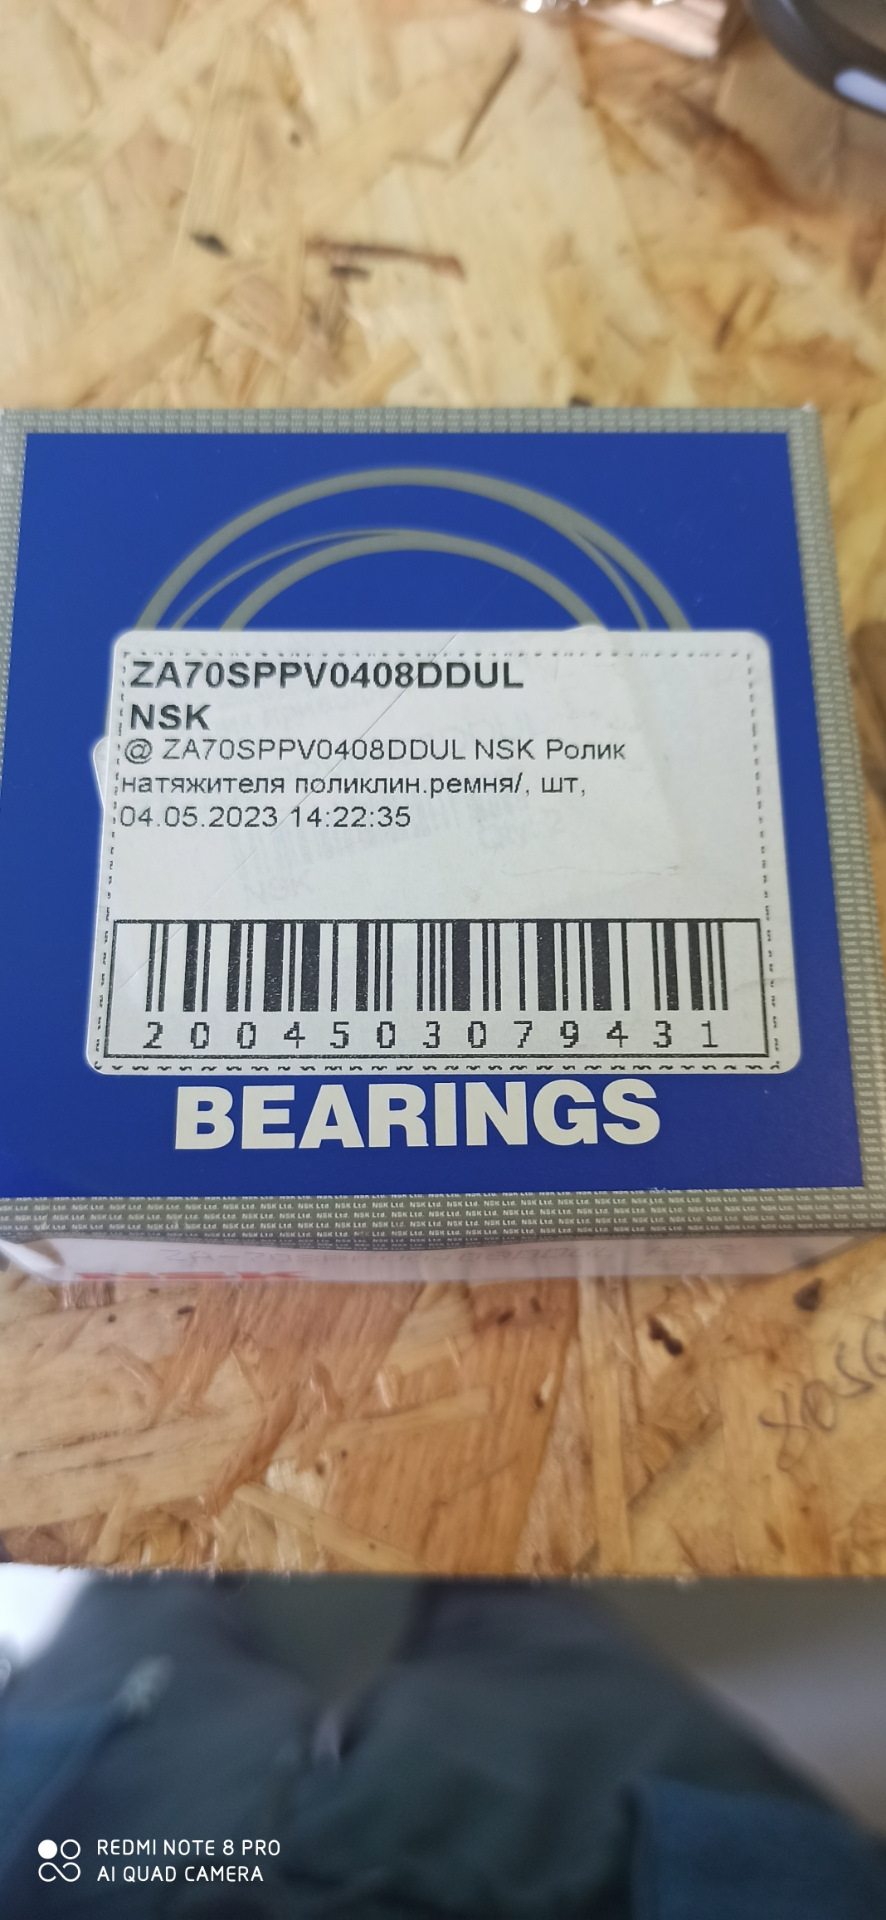 ZA70SPPV0408DDUL
NSK
@ ZA70SPPV0408DDUL NSK Ролик
натяжителя поликлин.ремня/, шт,
04.05.2023 14:22:35
2004503079431
BEARINGS
REDMI NOTE 8 PRO
AI QUAD CAMERA